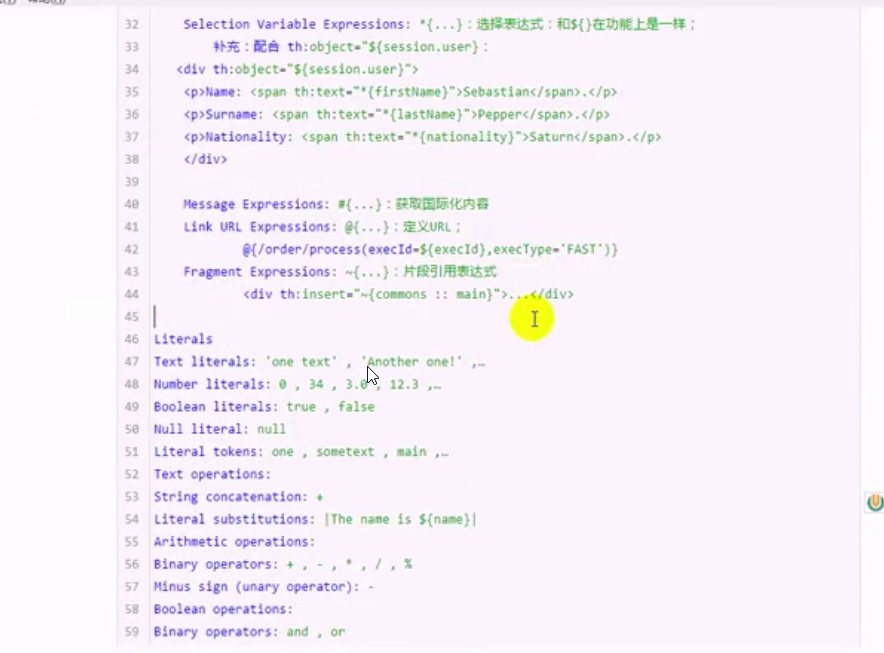 32 Selection Variable Expressions: *{...}：选择表达式：和${}在功能上是一样；
33 补充：配合 th:object="${session.user}：
34 <div th:object="${session.user}">
35 <p>Name: <span th:text="*{firstName}">Sebastian</span>.</p>
36 <p>Surname: <span th:text="*{lastName}">Pepper</span>.</p>
37 <p>Nationality: <span th:text="*{nationality}">Saturn</span>.</p>
38 </div>
39
40 Message Expressions: #{...}：获取国际化内容
41 Link URL Expressions: @{...}：定义URL；
42 @{/order/process(execId=${execId},execType='FAST')}
43 Fragment Expressions: ~{...}：片段引用表达式
44 <div th:insert="~{commons :: main}">...</div>
45
46 Literals
47 Text literals: 'one text' , 'Another one!' ,…
48 Number literals: 0 , 34 , 3.0 , 12.3 ,…
49 Boolean literals: true , false
50 Null literal: null
51 Literal tokens: one , sometext , main ,…
52 Text operations:
53 String concatenation: +
54 Literal substitutions: |The name is ${name}|
55 Arithmetic operations:
56 Binary operators: + , - , * , / , %
57 Minus sign (unary operator): -
58 Boolean operations:
59 Binary operators: and , or